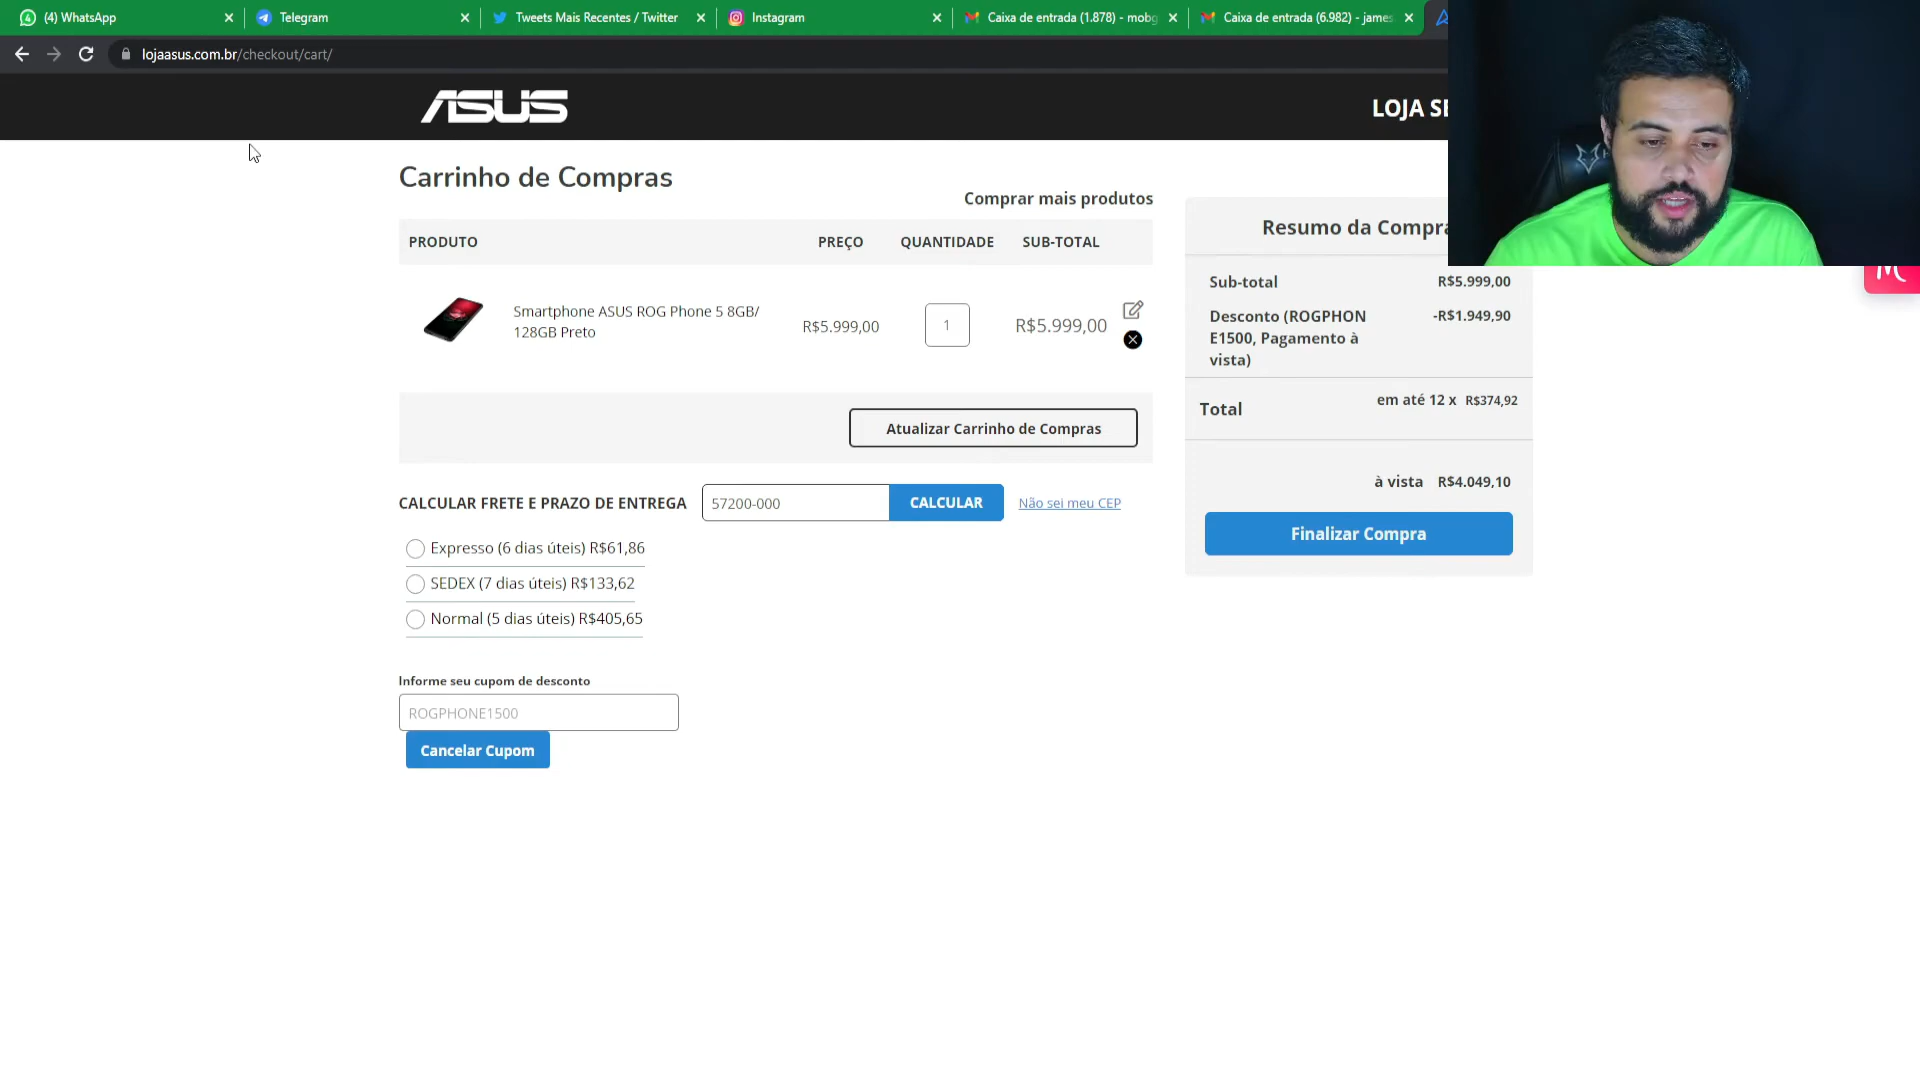 (4) WhatsApp
Telegram
Tweets Mais Recentes / Twitter
Instagram
Caixa de entrada (1.878) - mobg
Caixa de entrada (6.982) - james
lojaasus.com.br/checkout/cart/
ASUS
LOJA SE
Carrinho de Compras
Comprar mais produtos
PRODUTO PREÇO QUANTIDADE SUB-TOTAL
Smartphone ASUS ROG Phone 5 8GB/
128GB Preto
R$5.999,00 1 R$5.999,00
Atualizar Carrinho de Compras
CALCULAR FRETE E PRAZO DE ENTREGA 57200-000 CALCULAR Não sei meu CEP
Expresso (6 dias úteis) R$61,86
SEDEX (7 dias úteis) R$133,62
Normal (5 dias úteis) R$405,65
Informe seu cupom de desconto
ROGPHONE1500
Cancelar Cupom
Resumo da Compra
Sub-total R$5.999,00
Desconto (ROGPHON -R$1.949,90
E1500, Pagamento à
vista)
Total em até 12 x R$374,92
à vista R$4.049,10
Finalizar Compra